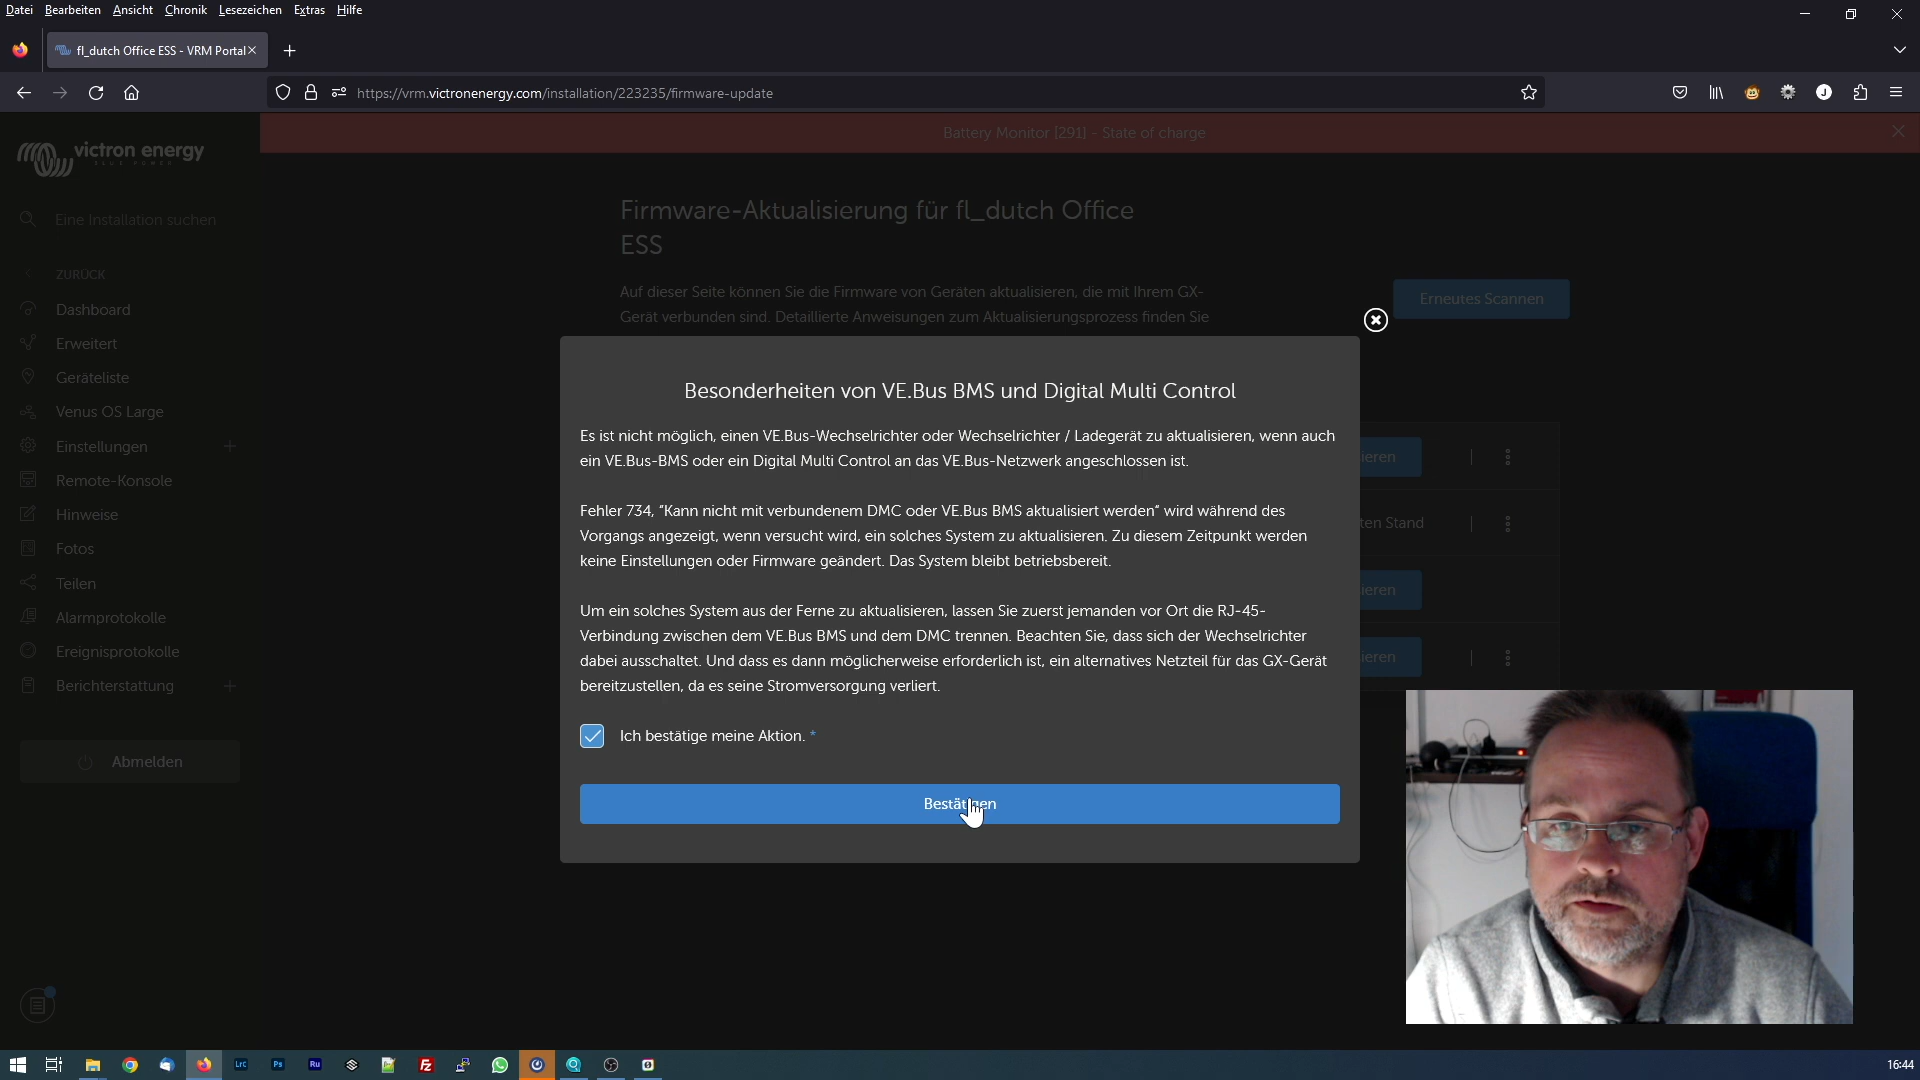 Datei Bearbeiten Ansicht Chronik Lesezeichen Extras Hilfe
fl_dutch Office ESS - VRM Portal
https://vrm.victronenergy.com/installation/223235/firmware-update
Battery Monitor [291] - State of charge
victron energy
BLUE POWER
Eine Installation suchen
ZURÜCK
Dashboard
Erweitert
Geräteliste
Venus OS Large
Einstellungen
Remote-Konsole
Hinweise
Fotos
Teilen
Alarmprotokolle
Ereignisprotokolle
Berichterstattung
Abmelden
Firmware-Aktualisierung für fl_dutch Office
ESS
Auf dieser Seite können Sie die Firmware von Geräten aktualisieren, die mit Ihrem GX-
Gerät verbunden sind. Detaillierte Anweisungen zum Aktualisierungsprozess finden Sie
Erneutes Scannen
ieren
ten Stand
ieren
ieren
Besonderheiten von VE.Bus BMS und Digital Multi Control
Es ist nicht möglich, einen VE.Bus-Wechselrichter oder Wechselrichter / Ladegerät zu aktualisieren, wenn auch
ein VE.Bus-BMS oder ein Digital Multi Control an das VE.Bus-Netzwerk angeschlossen ist.
Fehler 734, "Kann nicht mit verbundenem DMC oder VE.Bus BMS aktualisiert werden" wird während des
Vorgangs angezeigt, wenn versucht wird, ein solches System zu aktualisieren. Zu diesem Zeitpunkt werden
keine Einstellungen oder Firmware geändert. Das System bleibt betriebsbereit.
Um ein solches System aus der Ferne zu aktualisieren, lassen Sie zuerst jemanden vor Ort die RJ-45-
Verbindung zwischen dem VE.Bus BMS und dem DMC trennen. Beachten Sie, dass sich der Wechselrichter
dabei ausschaltet. Und dass es dann möglicherweise erforderlich ist, ein alternatives Netzteil für das GX-Gerät
bereitzustellen, da es seine Stromversorgung verliert.
Ich bestätige meine Aktion. *
Bestätigen
LrC
Ps
Ru
Fz
J
16:44